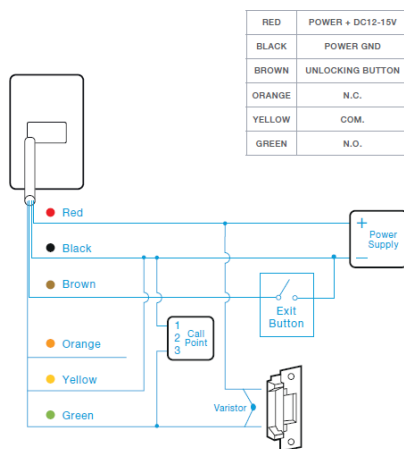 RED POWER + DC12-15V
BLACK POWER GND
BROWN UNLOCKING BUTTON
ORANGE N.C.
YELLOW COM.
GREEN N.O.
Red
+
Power
Supply
–
Black
Brown
Exit
Button
1
2
3
Call
Point
Orange
Yellow
Green
Varistor